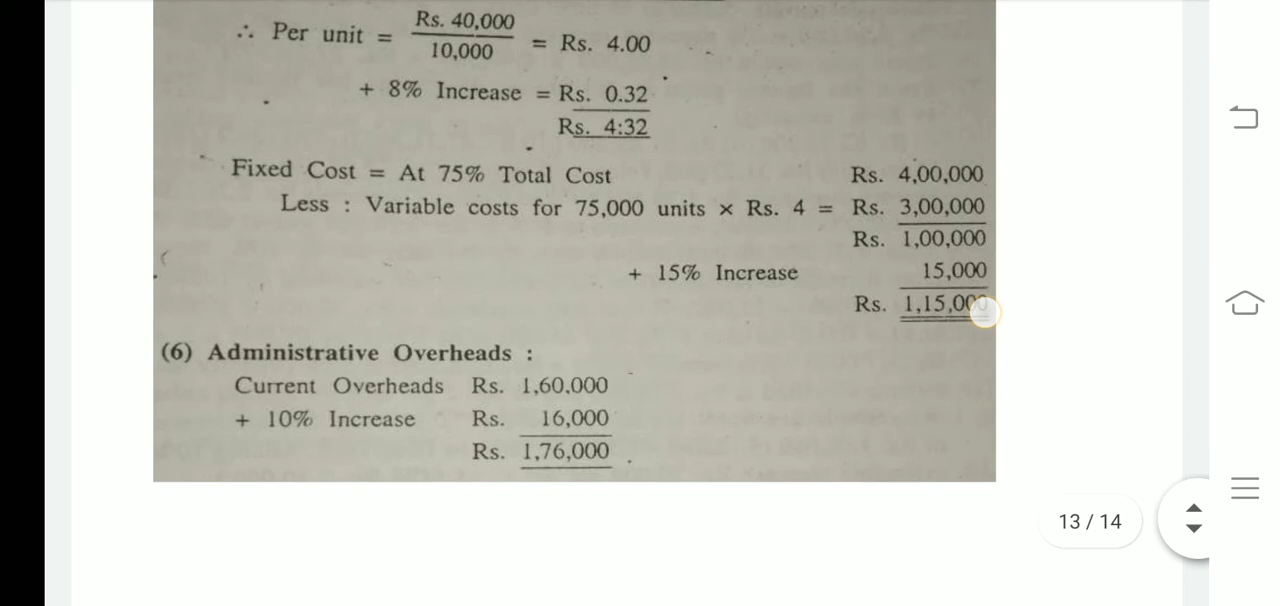 ∴ Per unit = Rs. 40,000 / 10,000 = Rs. 4.00
+ 8% Increase = Rs. 0.32
Rs. 4:32
Fixed Cost = At 75% Total Cost Rs. 4,00,000
Less : Variable costs for 75,000 units × Rs. 4 = Rs. 3,00,000
Rs. 1,00,000
+ 15% Increase 15,000
Rs. 1,15,000
(6) Administrative Overheads :
Current Overheads Rs. 1,60,000
+ 10% Increase Rs. 16,000
Rs. 1,76,000
13 / 14